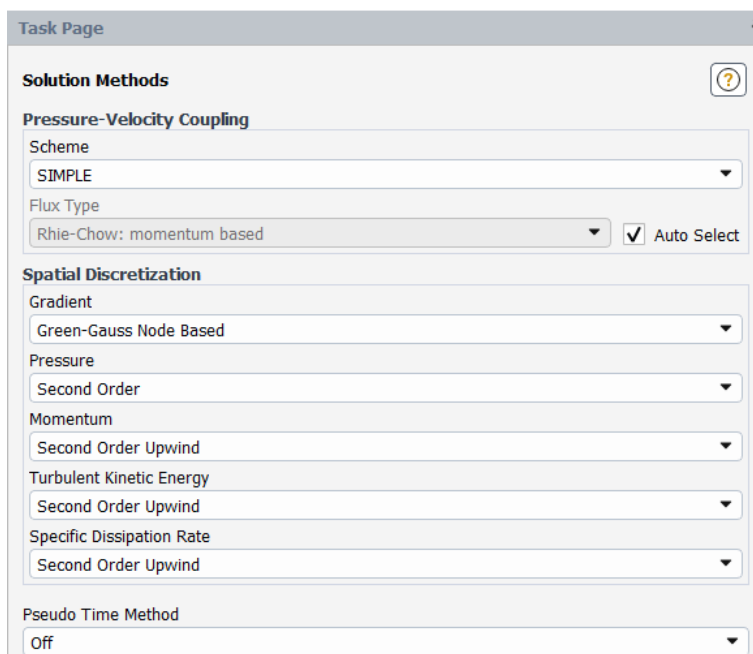 Task Page
Solution Methods
?
Pressure-Velocity Coupling
Scheme
SIMPLE
Flux Type
Rhie-Chow: momentum based
Auto Select
Spatial Discretization
Gradient
Green-Gauss Node Based
Pressure
Second Order
Momentum
Second Order Upwind
Turbulent Kinetic Energy
Second Order Upwind
Specific Dissipation Rate
Second Order Upwind
Pseudo Time Method
Off